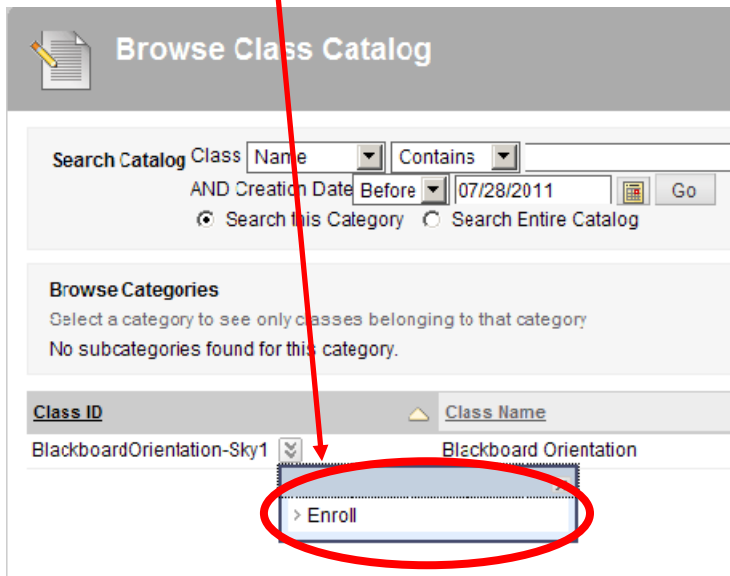 Browse Class Catalog
Search Catalog Class Name Contains
AND Creation Date Before 07/28/2011 Go
Search this Category Search Entire Catalog
Browse Categories
Select a category to see only classes belonging to that category
No subcategories found for this category.
Class ID Class Name
BlackboardOrientation-Sky1 Blackboard Orientation
> Enroll